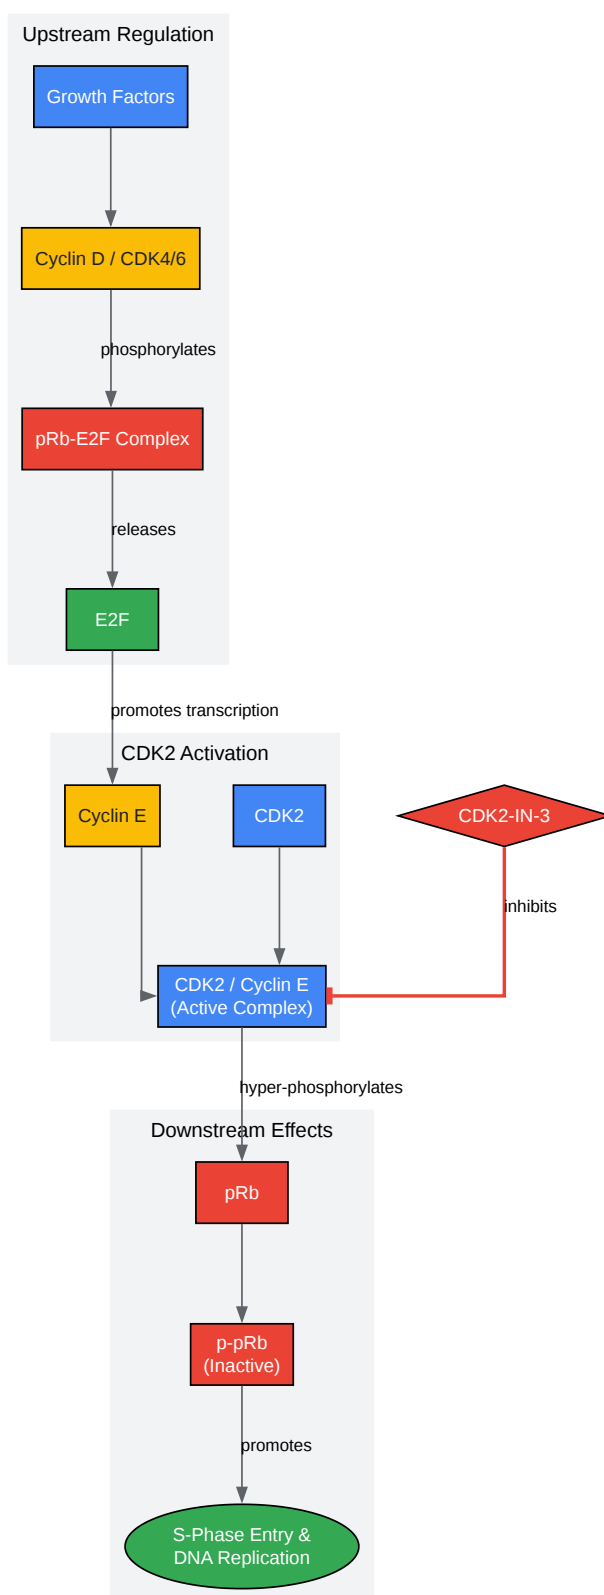 Upstream Regulation
Growth Factors
Cyclin D / CDK4/6
phosphorylates
pRb-E2F Complex
releases
E2F
promotes transcription
CDK2 Activation
Cyclin E
CDK2
CDK2-IN-3
inhibits
CDK2 / Cyclin E
(Active Complex)
hyper-phosphorylates
Downstream Effects
pRb
p-pRb
(Inactive)
promotes
S-Phase Entry &
DNA Replication